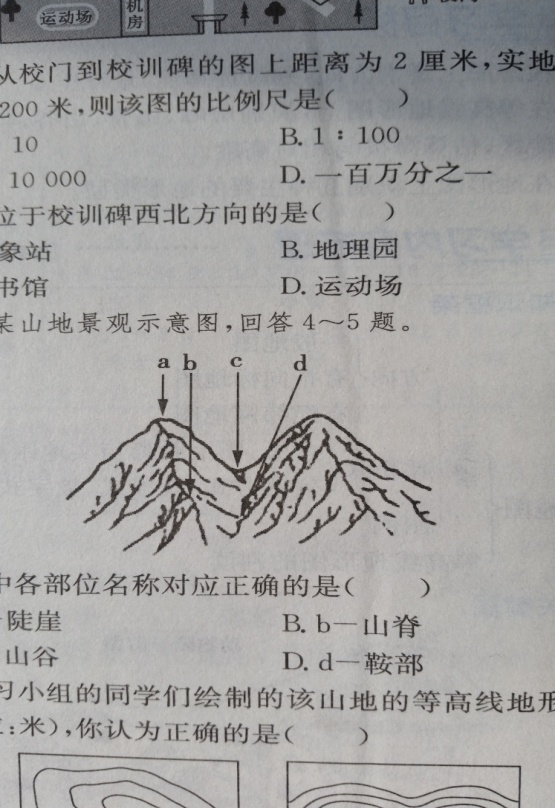 运动场
机房
从校门到校训碑的图上距离为 2 厘米,实地
200 米,则该图的比例尺是(　　)
10
B. 1∶100
10 000
D. 一百万分之一
位于校训碑西北方向的是(　　)
象站
B. 地理园
书馆
D. 运动场
某山地景观示意图,回答 4～5 题。
a b c d
中各部位名称对应正确的是(　　)
陡崖
B. b—山脊
山谷
D. d—鞍部
习小组的同学们绘制的该山地的等高线地形
:米),你认为正确的是(　　)